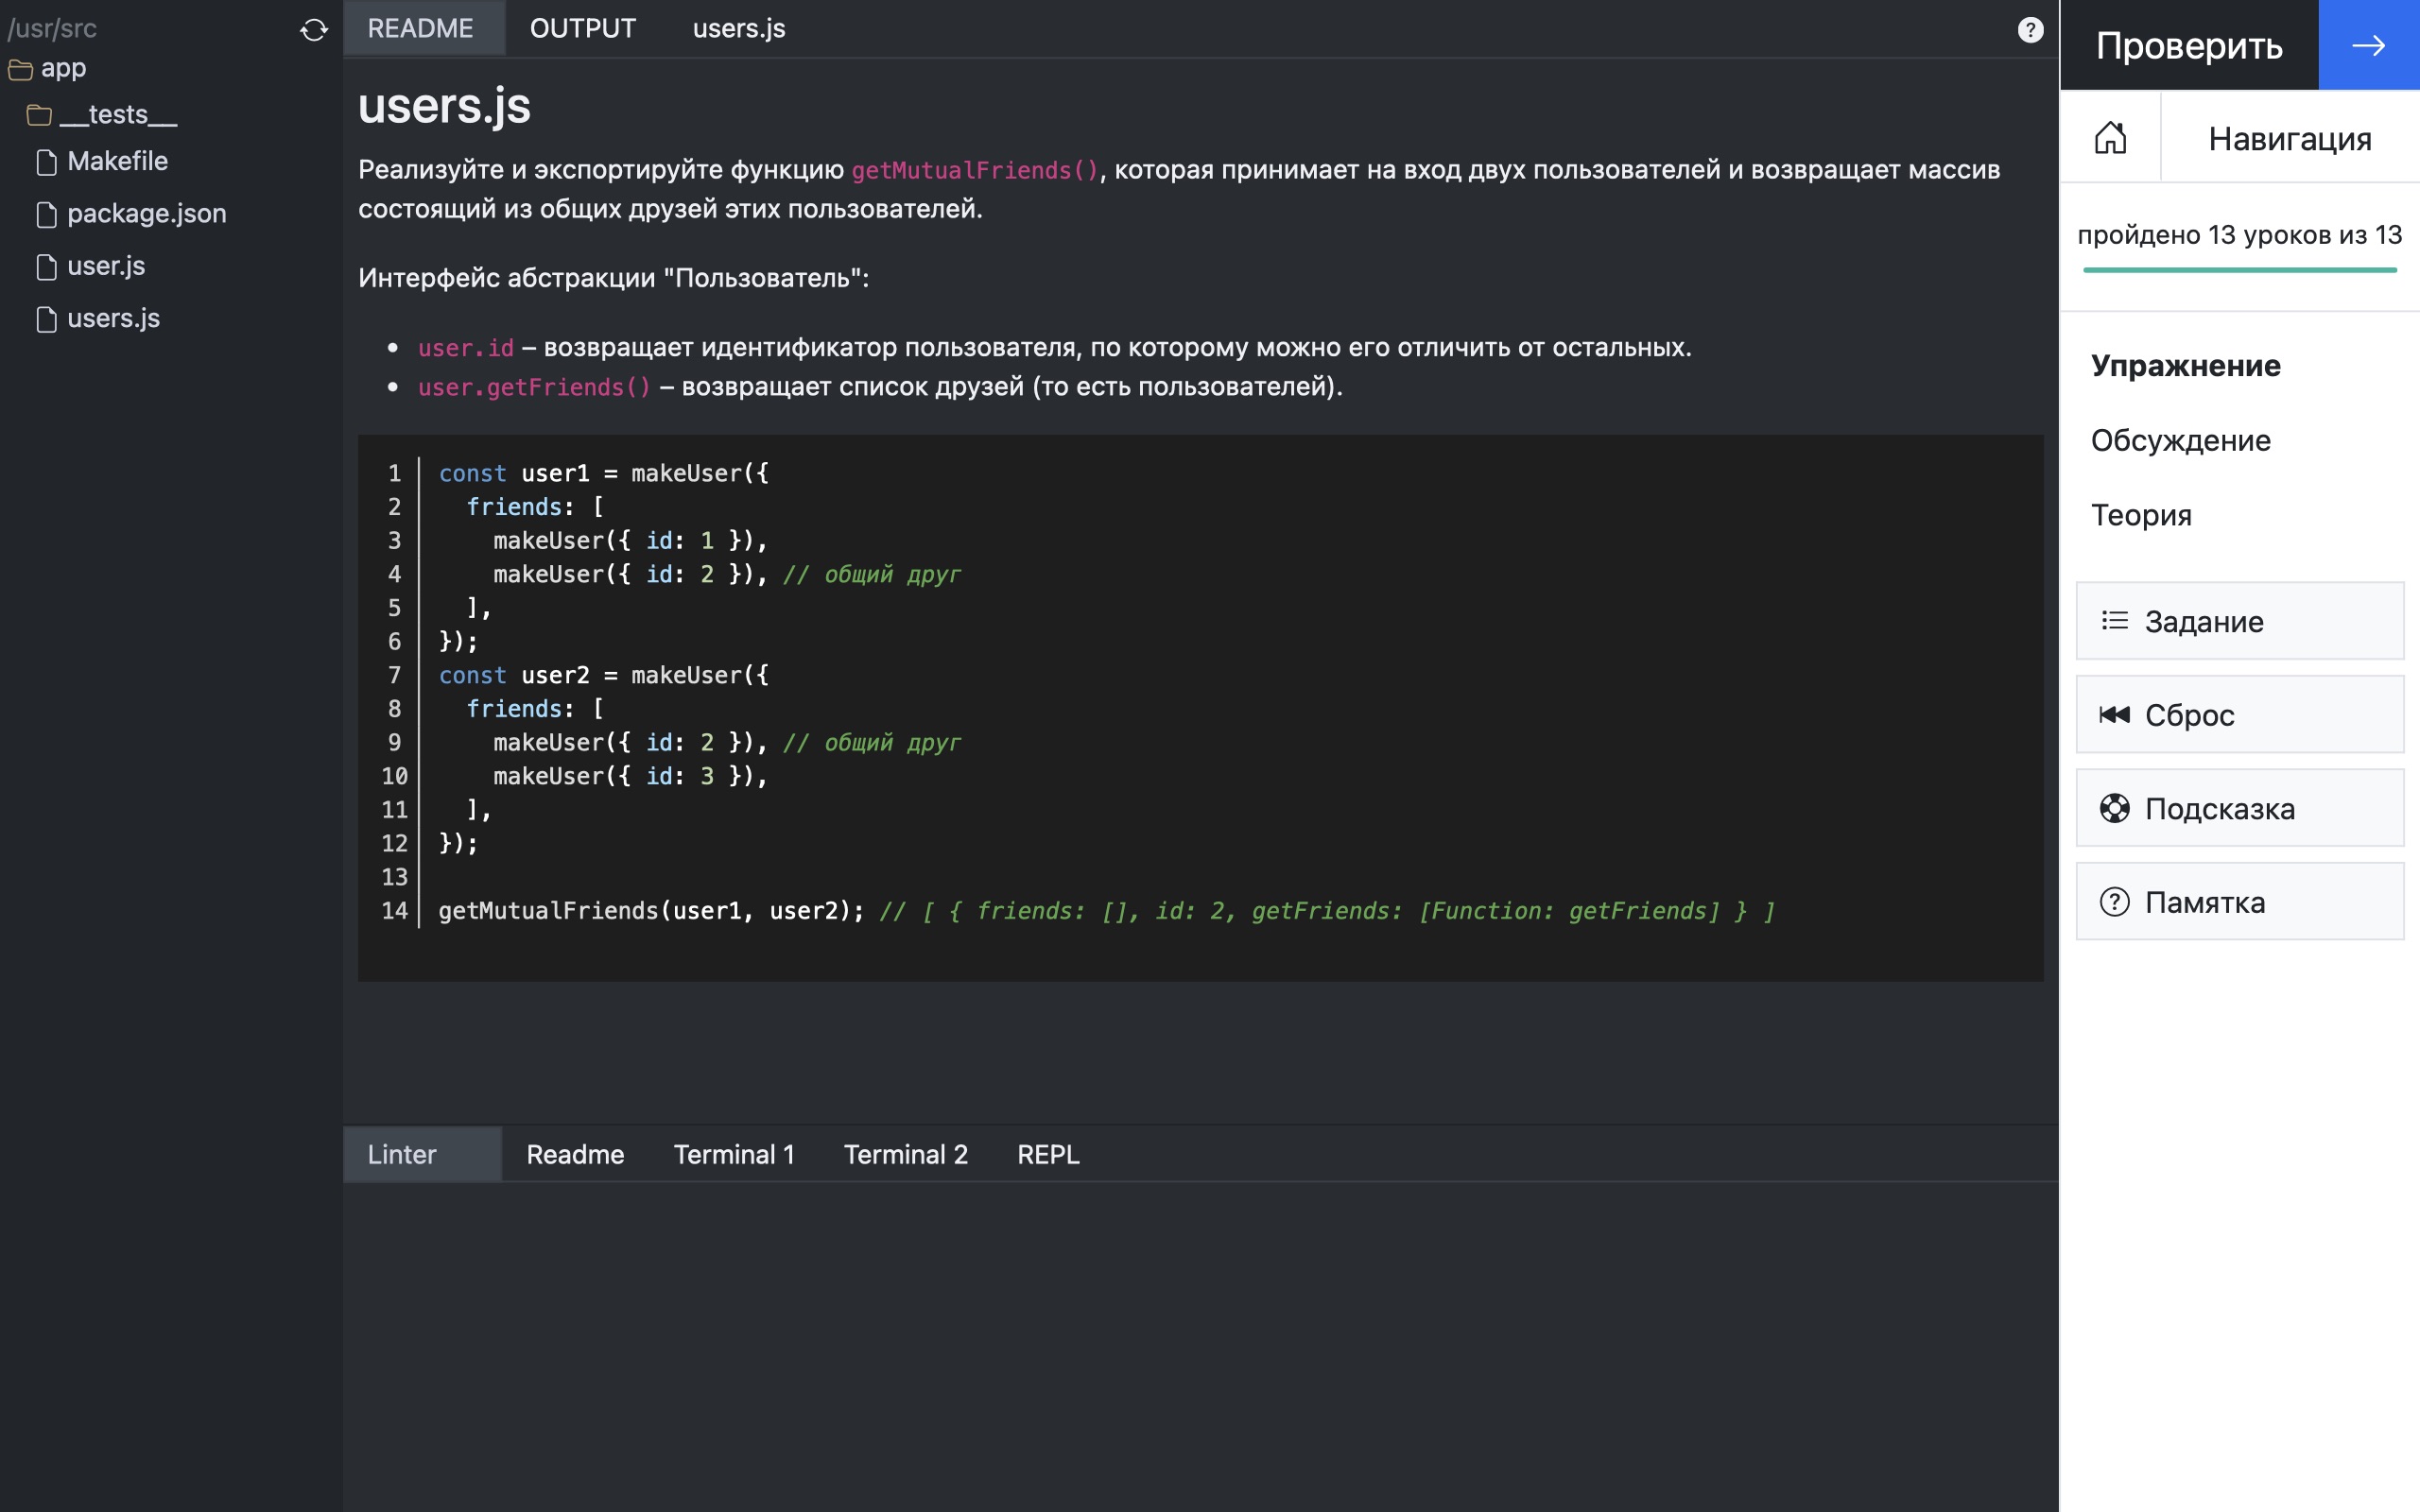 /usr/src
app
__tests__
Makefile
package.json
user.js
users.js
README OUTPUT users.js
users.js
Реализуйте и экспортируйте функцию getMutualFriends(), которая принимает на вход двух пользователей и возвращает массив
состоящий из общих друзей этих пользователей.
Интерфейс абстракции "Пользователь":
• user.id – возвращает идентификатор пользователя, по которому можно его отличить от остальных.
• user.getFriends() – возвращает список друзей (то есть пользователей).
1 const user1 = makeUser({
2   friends: [
3     makeUser({ id: 1 }),
4     makeUser({ id: 2 }), // общий друг
5   ],
6 });
7 const user2 = makeUser({
8   friends: [
9     makeUser({ id: 2 }), // общий друг
10     makeUser({ id: 3 }),
11   ],
12 });
13
14 getMutualFriends(user1, user2); // [ { friends: [], id: 2, getFriends: [Function: getFriends] } ]
Linter Readme Terminal 1 Terminal 2 REPL
Проверить
Навигация
пройдено 13 уроков из 13
Упражнение
Обсуждение
Теория
Задание
Сброс
Подсказка
Памятка